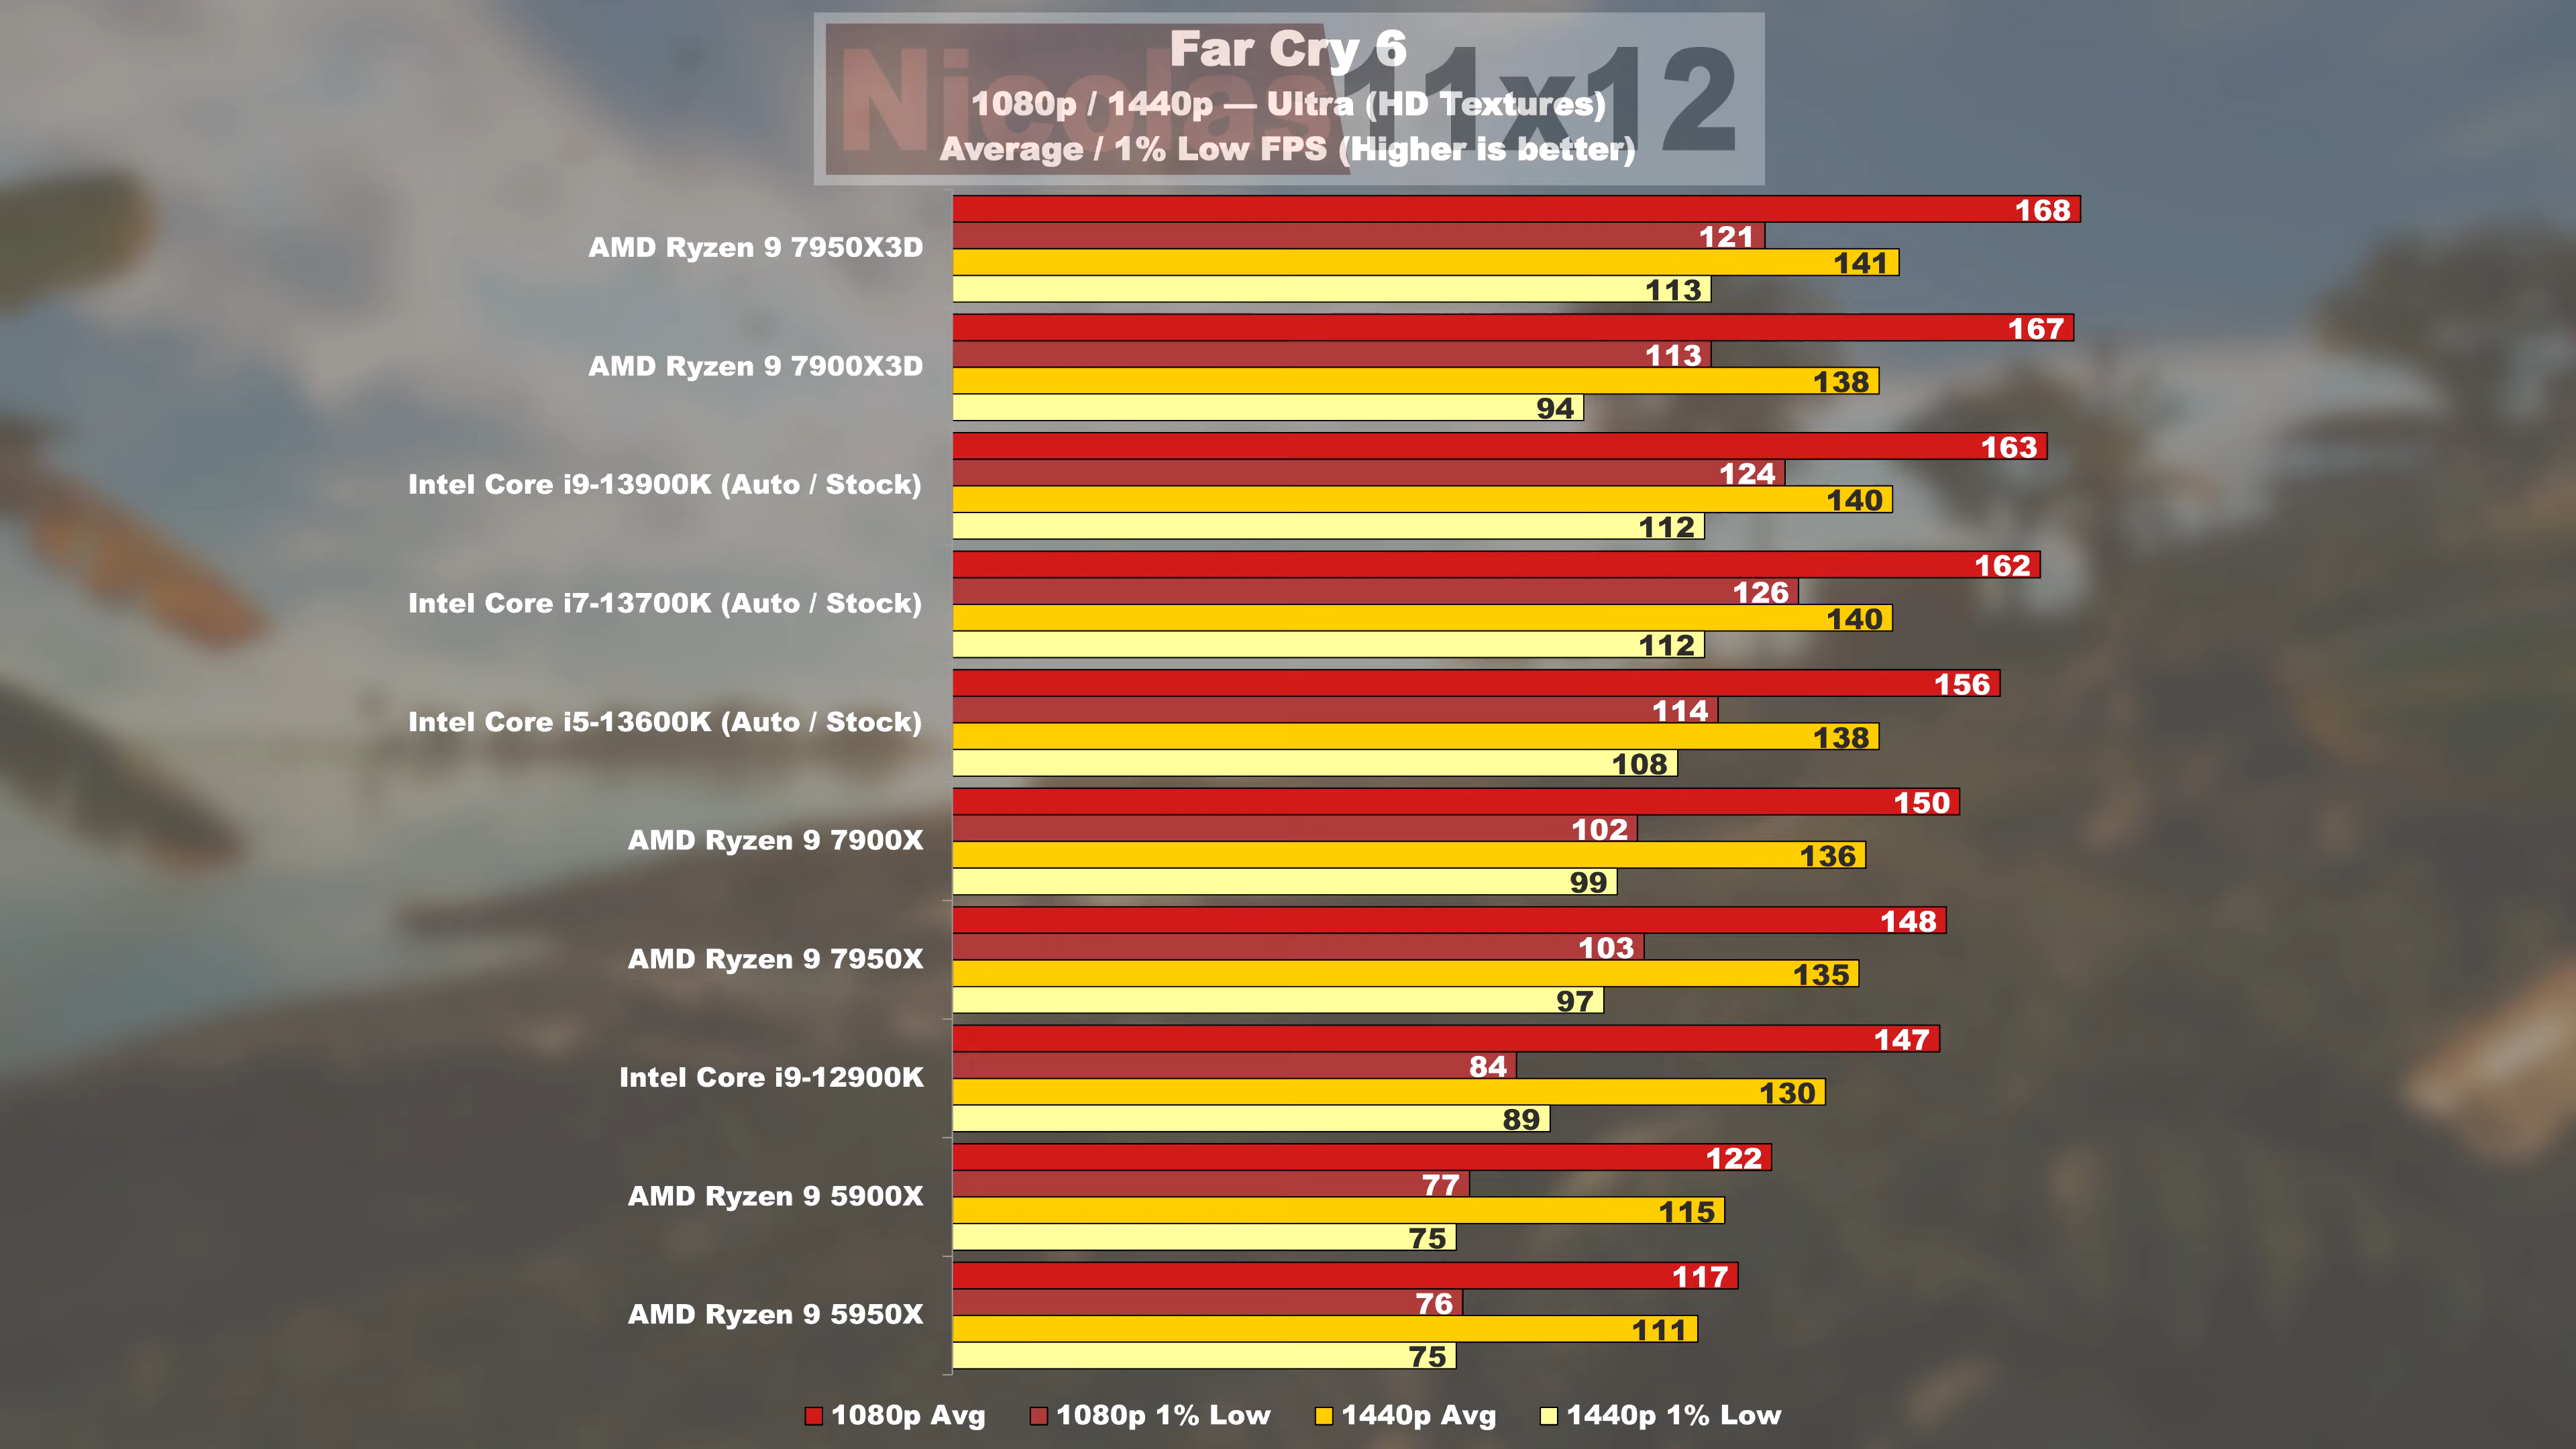 Nicolas11x12
Far Cry 6
1080p / 1440p — Ultra (HD Textures)
Average / 1% Low FPS (Higher is better)
AMD Ryzen 9 7950X3D
168
121
141
113
AMD Ryzen 9 7900X3D
167
113
138
94
Intel Core i9-13900K (Auto / Stock)
163
124
140
112
Intel Core i7-13700K (Auto / Stock)
162
126
140
112
Intel Core i5-13600K (Auto / Stock)
156
114
138
108
AMD Ryzen 9 7900X
150
102
136
99
AMD Ryzen 9 7950X
148
103
135
97
Intel Core i9-12900K
147
84
130
89
AMD Ryzen 9 5900X
122
77
115
75
AMD Ryzen 9 5950X
117
76
111
75
1080p Avg 1080p 1% Low 1440p Avg 1440p 1% Low